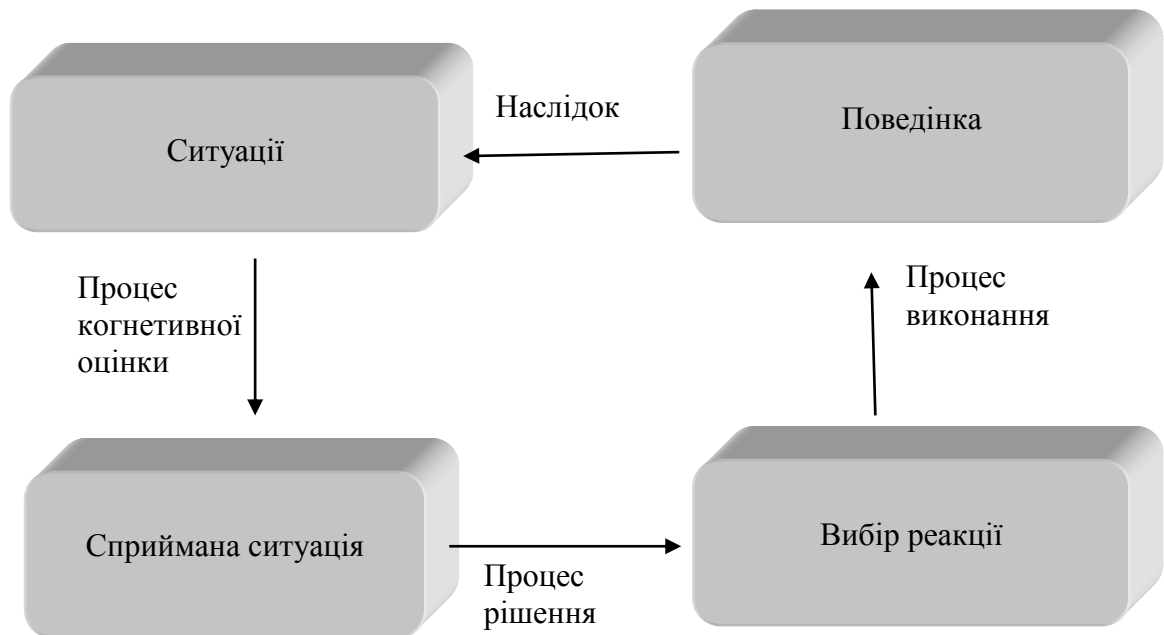 Ситуації
Наслідок
Поведінка
Процес
когнетивної
оцінки
Процес
виконання
Сприймана ситуація
Процес
рішення
Вибір реакції